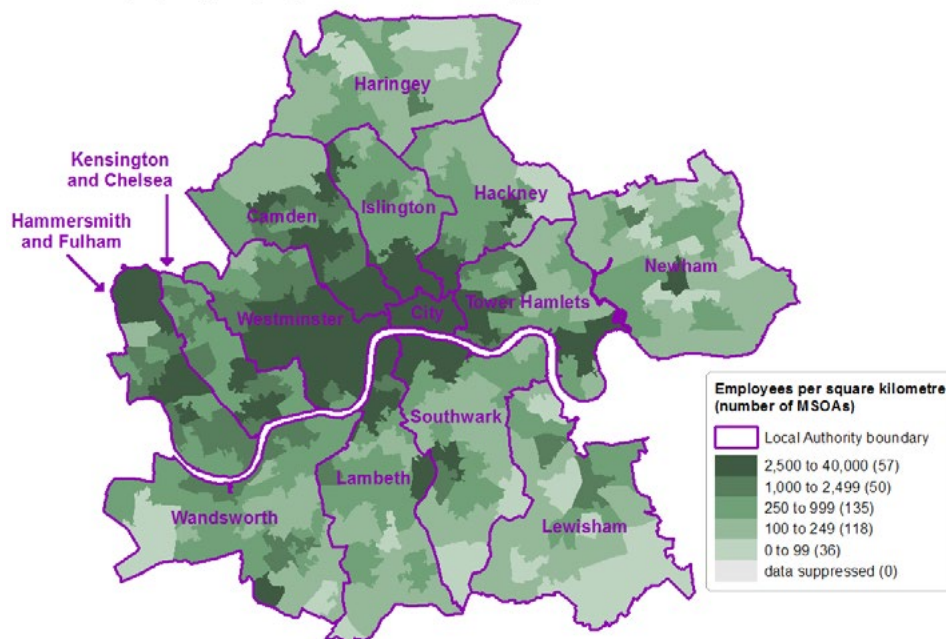 Haringey
Kensington
and Chelsea
Hammersmith
and Fulham
Camden
Islington
Hackney
Newham
Westminster
City
Tower Hamlets
Southwark
Lambeth
Wandsworth
Lewisham
Employees per square kilometre
(number of MSOAs)
Local Authority boundary
2,500 to 40,000 (57)
1,000 to 2,499 (50)
250 to 999 (135)
100 to 249 (118)
0 to 99 (36)
data suppressed (0)